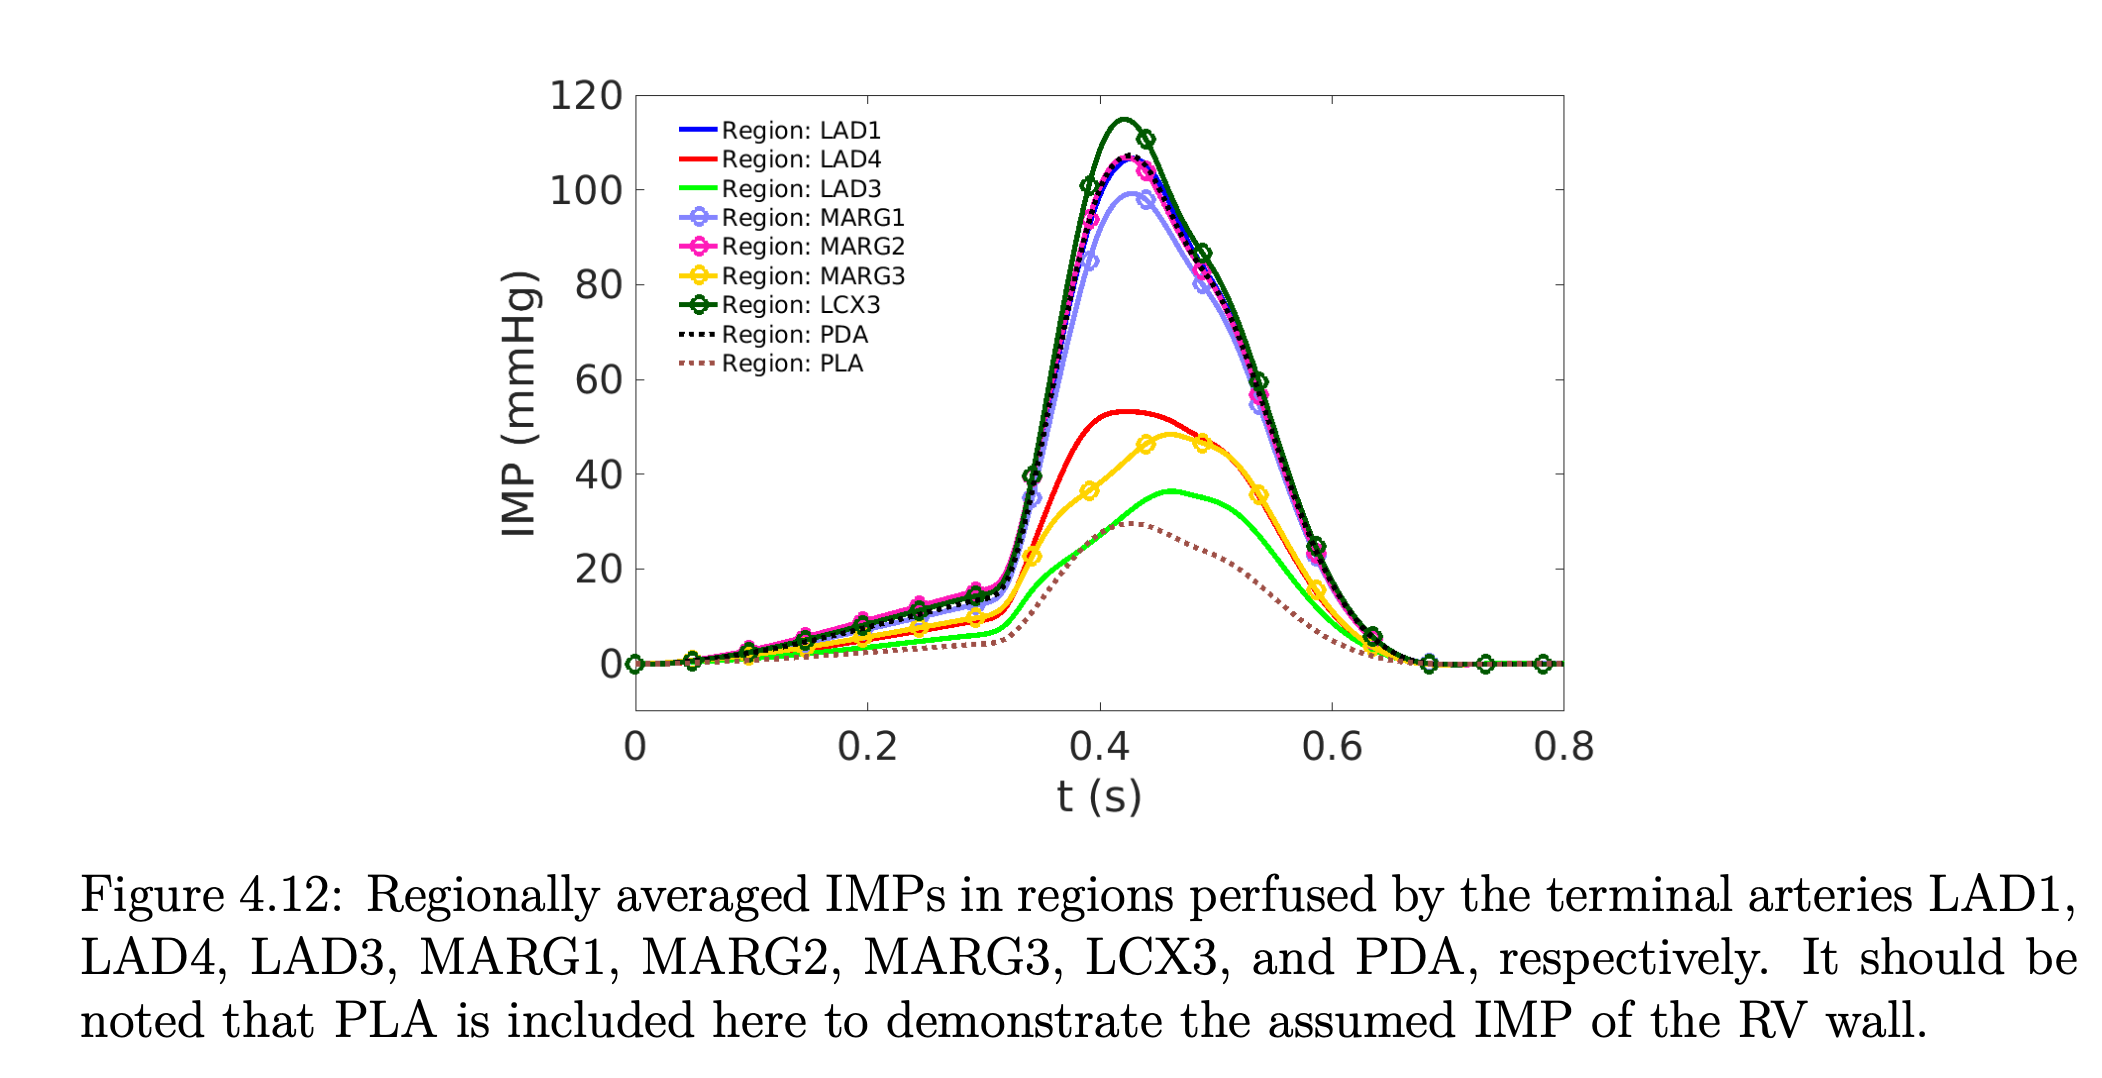 120
100
80
60
40
20
0
IMP (mmHg)
Region: LAD1
Region: LAD4
Region: LAD3
Region: MARG1
Region: MARG2
Region: MARG3
Region: LCX3
Region: PDA
Region: PLA
0 0.2 0.4 0.6 0.8
t (s)
Figure 4.12: Regionally averaged IMPs in regions perfused by the terminal arteries LAD1,
LAD4, LAD3, MARG1, MARG2, MARG3, LCX3, and PDA, respectively. It should be
noted that PLA is included here to demonstrate the assumed IMP of the RV wall.